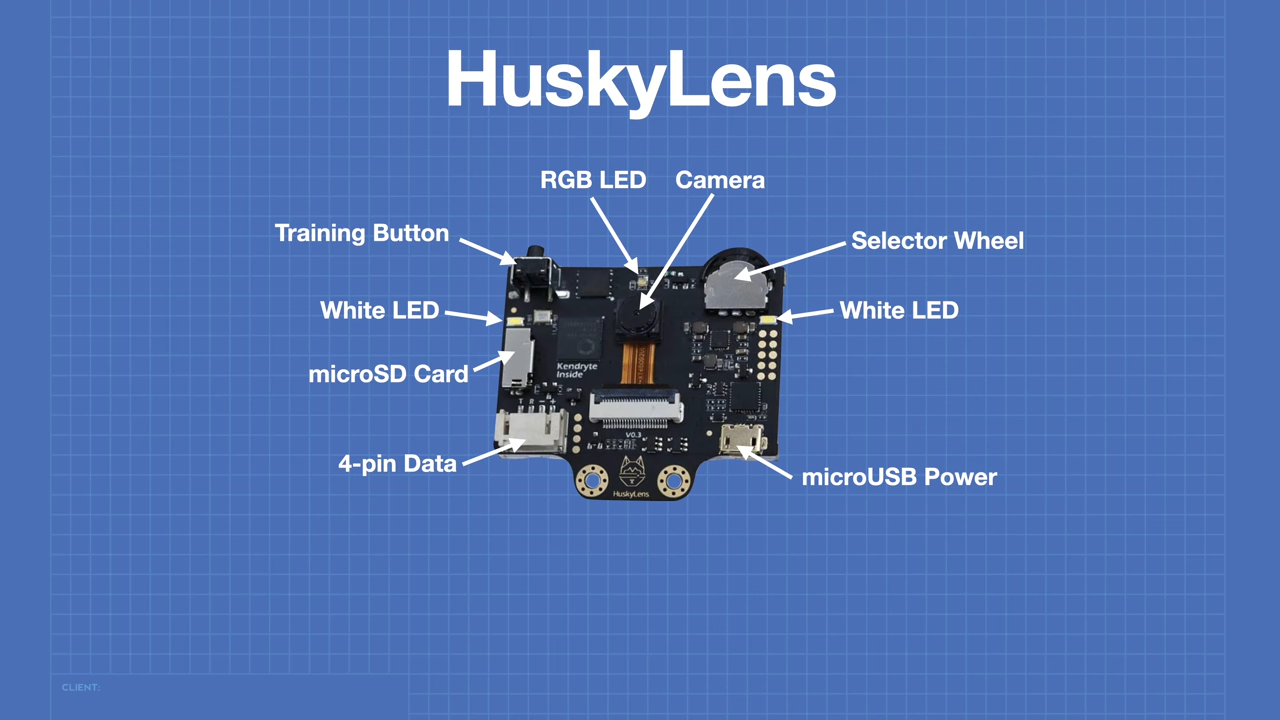 HuskyLens
RGB LED
Camera
Training Button
Selector Wheel
White LED
White LED
microSD Card
Kendryte
Inside
T R - +
V0.3
4-pin Data
microUSB Power
HuskyLens
CLIENT: